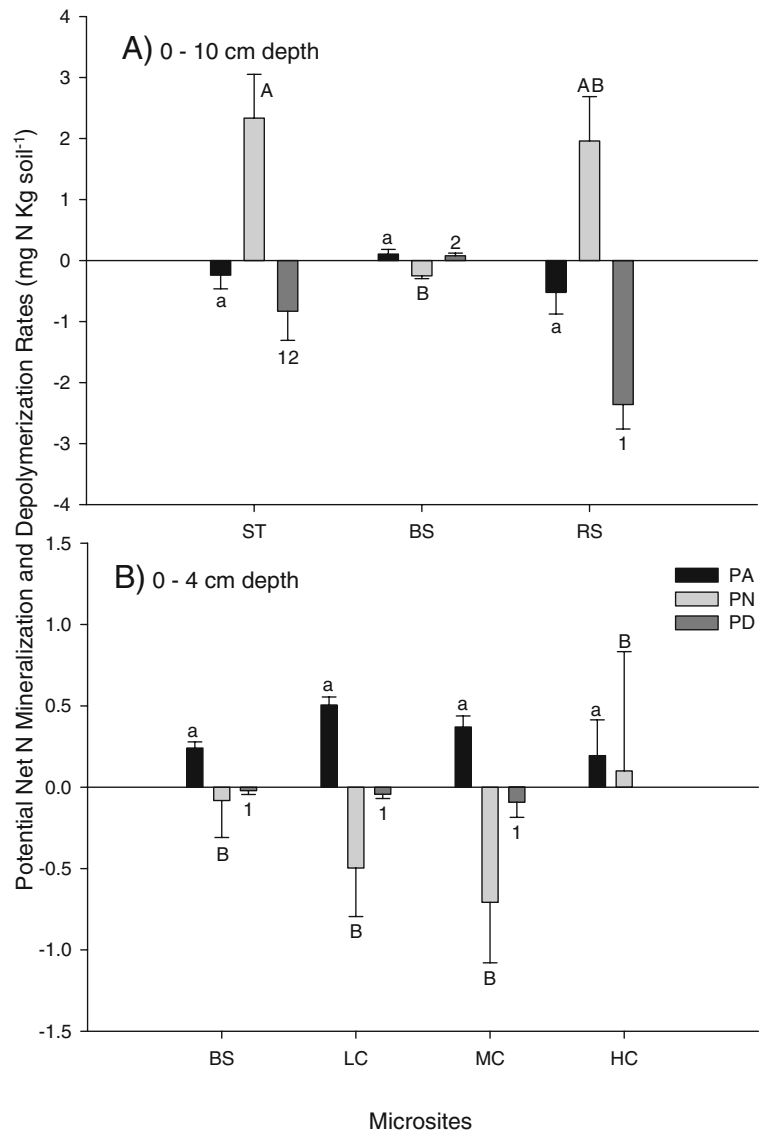 Potential Net N Mineralization and Depolymerization Rates (mg N Kg soil⁻¹)
A) 0 - 10 cm depth
4
3
2
1
0
-1
-2
-3
-4
a
A
12
a
B
2
a
AB
1
ST BS RS
B) 0 - 4 cm depth
PA
PN
PD
1.5
1.0
0.5
0.0
-0.5
-1.0
-1.5
a
B
1
a
B
1
a
B
1
a
B
BS LC MC HC
Microsites